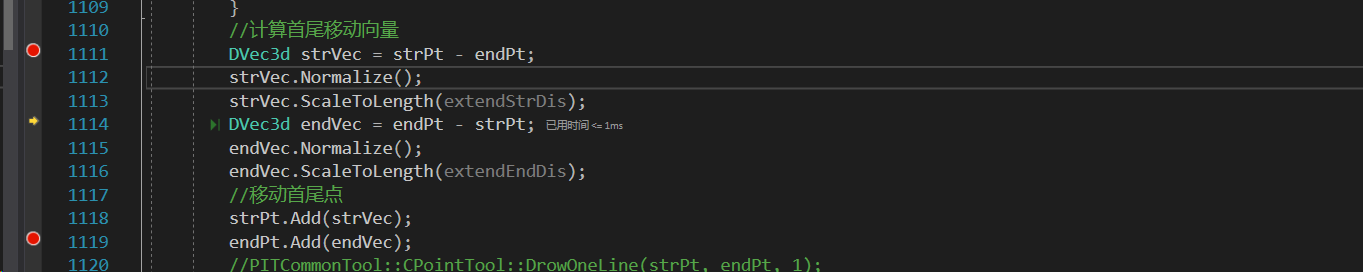 1109 }
1110 //计算首尾移动向量
1111 DVec3d strVec = strPt - endPt;
1112 strVec.Normalize();
1113 strVec.ScaleToLength(extendStrDis);
1114 DVec3d endVec = endPt - strPt; 已用时间 <= 1ms
1115 endVec.Normalize();
1116 endVec.ScaleToLength(extendEndDis);
1117 //移动首尾点
1118 strPt.Add(strVec);
1119 endPt.Add(endVec);
1120 //PITCommonTool::CPointTool::DrowOneLine(strPt, endPt, 1);